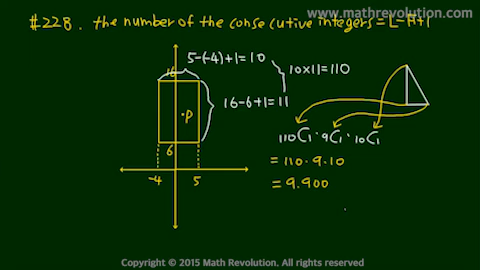 www.mathrevolution.com
#228. the number of the consecutive integers=L-F+1
5-(-4)+1=10
10×11=110
16
16-6+1=11
•P
6
-4 5
110C1 · 9C1 · 10C1
= 110 · 9 · 10
= 9.900
Copyright © 2015 Math Revolution. All rights reserved